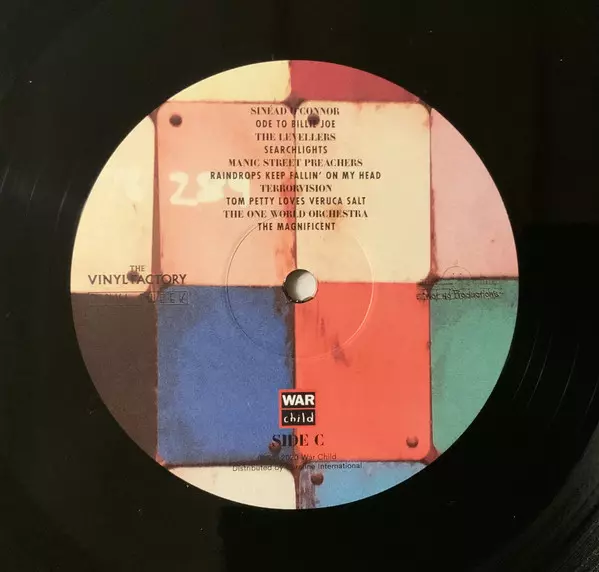 SINEAD O'CONNOR
ODE TO BILLIE JOE
THE LEVELLERS
SEARCHLIGHTS
MANIC STREET PREACHERS
RAINDROPS KEEP FALLIN' ON MY HEAD
TERRORVISION
TOM PETTY LOVES VERUCA SALT
THE ONE WORLD ORCHESTRA
THE MAGNIFICENT
THE
VINYL FACTORY
WAR
child
SIDE C
2020 War Child
Distributed by International